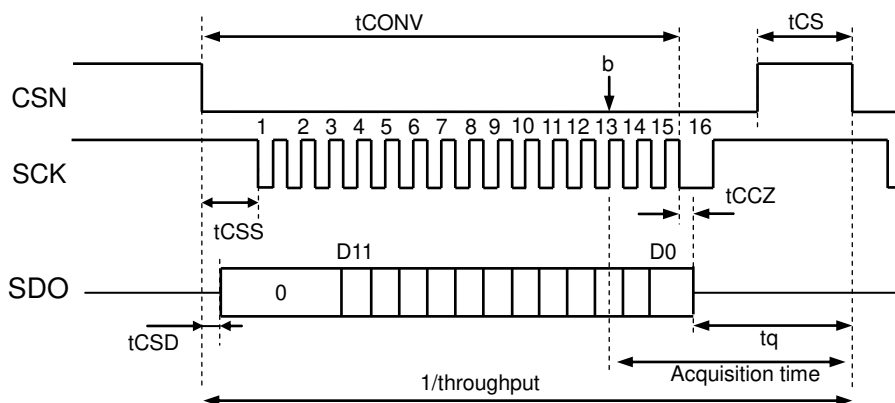 tCONV
tCS
b
CSN
1 2 3 4 5 6 7 8 9 10 11 12 13 14 15 16
SCK
tCCZ
tCSS
D11 D0
SDO
0
tCSD
tq
Acquisition time
1/throughput